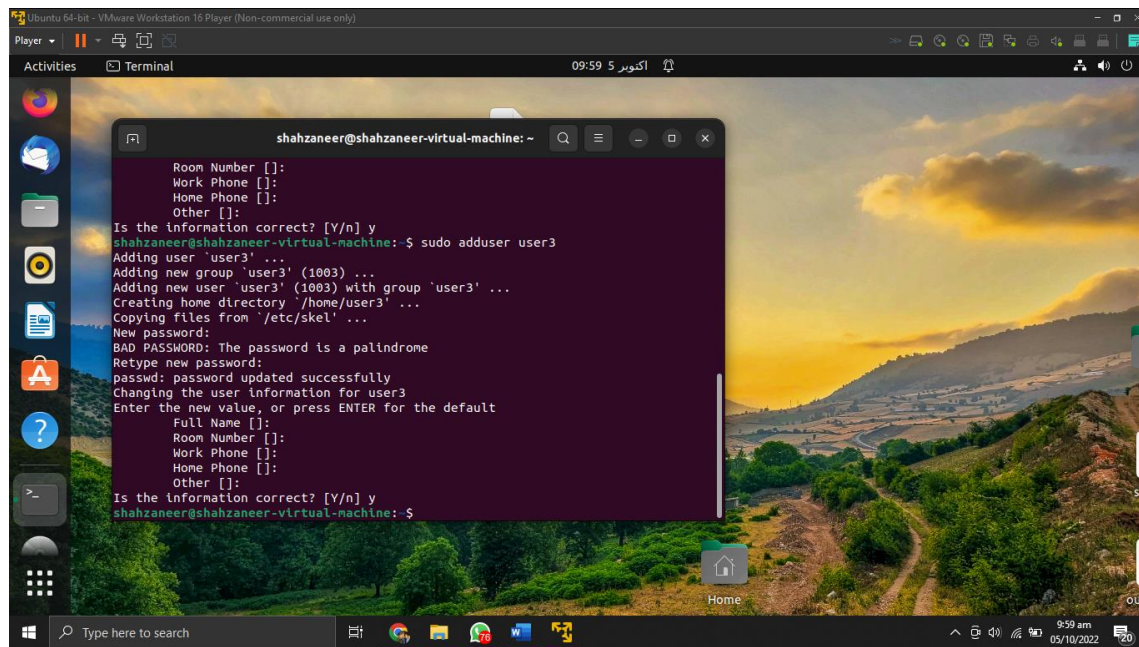 Ubuntu 64-bit - VMware Workstation 16 Player (Non-commercial use only)
Player
Activities Terminal 09:59 5 اکتوبر
shahzaneer@shahzaneer-virtual-machine: ~
Room Number []:
Work Phone []:
Home Phone []:
Other []:
Is the information correct? [Y/n] y
shahzaneer@shahzaneer-virtual-machine:~$ sudo adduser user3
Adding user `user3' ...
Adding new group `user3' (1003) ...
Adding new user `user3' (1003) with group `user3' ...
Creating home directory `/home/user3' ...
Copying files from `/etc/skel' ...
New password:
BAD PASSWORD: The password is a palindrome
Retype new password:
passwd: password updated successfully
Changing the user information for user3
Enter the new value, or press ENTER for the default
Full Name []:
Room Number []:
Work Phone []:
Home Phone []:
Other []:
Is the information correct? [Y/n] y
shahzaneer@shahzaneer-virtual-machine:~$
Home
Type here to search
76
9:59 am
05/10/2022
20